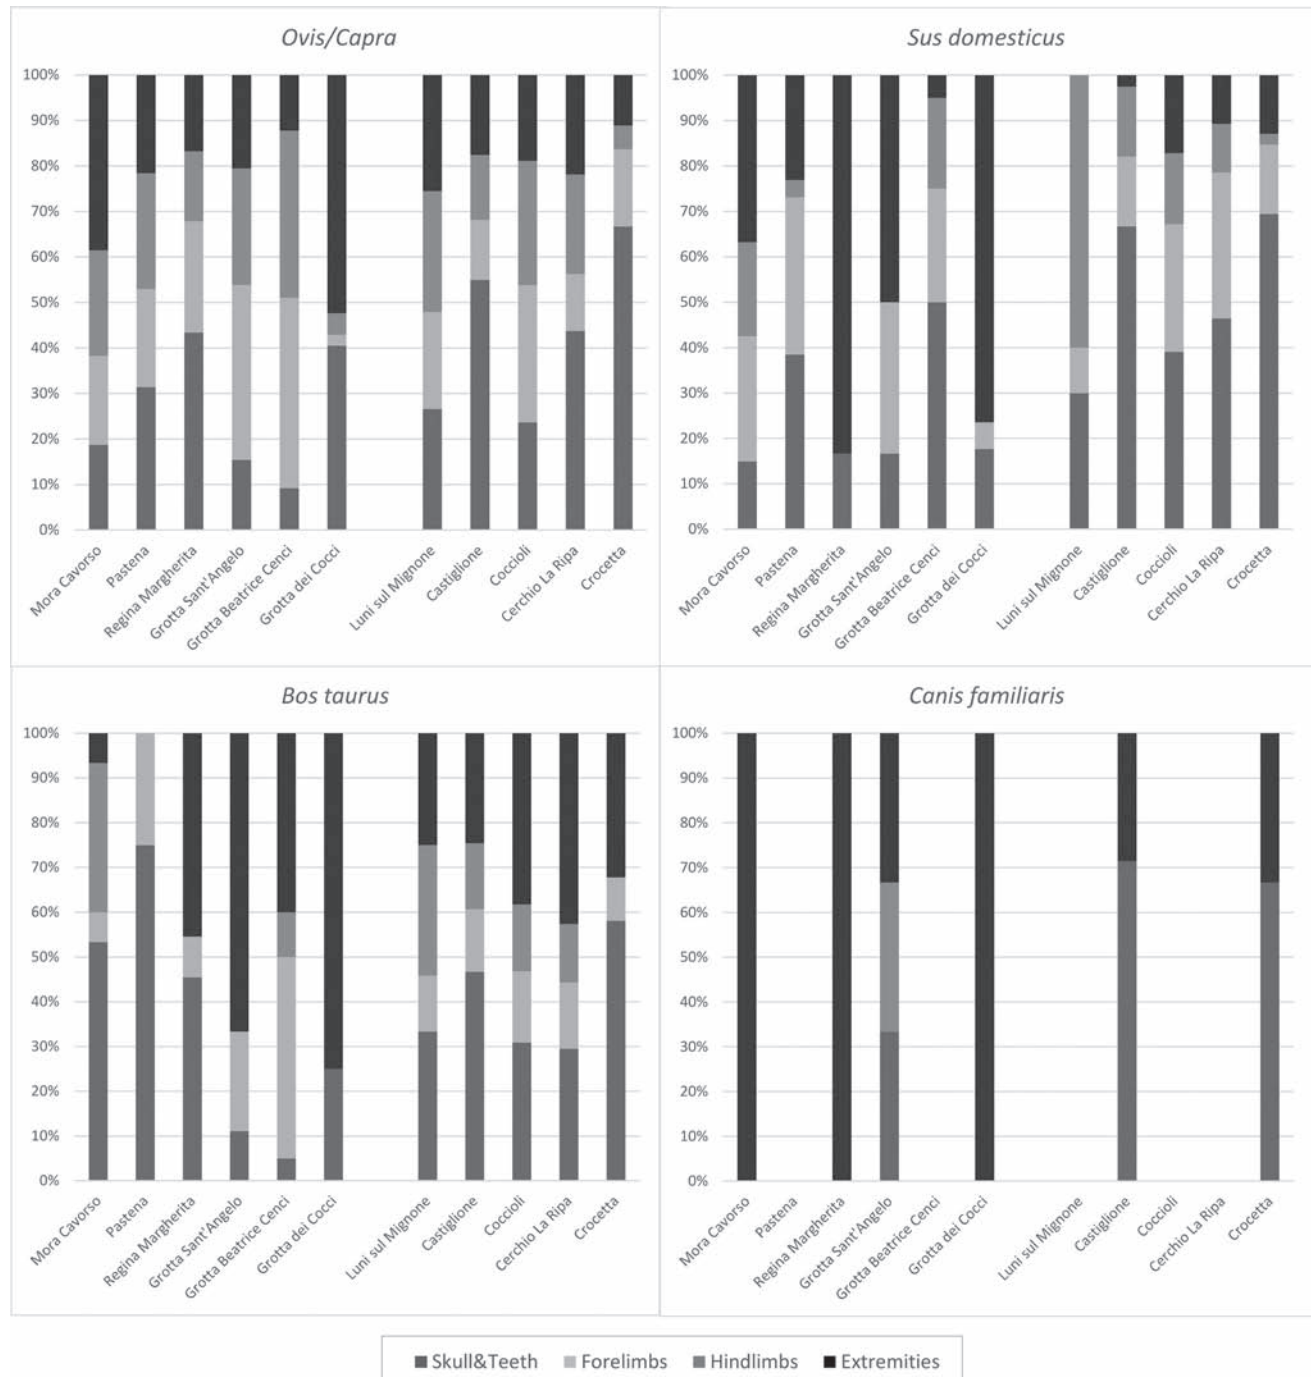 Ovis/Capra
100%
90%
80%
70%
60%
50%
40%
30%
20%
10%
0%
Mora Cavorso
Pastena
Regina Margherita
Grotta Sant'Angelo
Grotta Beatrice Cenci
Grotta dei Cocci
Luni sul Mignone
Castiglione
Coccioli
Cerchio La Ripa
Crocetta
Sus domesticus
100%
90%
80%
70%
60%
50%
40%
30%
20%
10%
0%
Mora Cavorso
Pastena
Regina Margherita
Grotta Sant'Angelo
Grotta Beatrice Cenci
Grotta dei Cocci
Luni sul Mignone
Castiglione
Coccioli
Cerchio La Ripa
Crocetta
Bos taurus
100%
90%
80%
70%
60%
50%
40%
30%
20%
10%
0%
Mora Cavorso
Pastena
Regina Margherita
Grotta Sant'Angelo
Grotta Beatrice Cenci
Grotta dei Cocci
Luni sul Mignone
Castiglione
Coccioli
Cerchio La Ripa
Crocetta
Canis familiaris
100%
90%
80%
70%
60%
50%
40%
30%
20%
10%
0%
Mora Cavorso
Pastena
Regina Margherita
Grotta Sant'Angelo
Grotta Beatrice Cenci
Grotta dei Cocci
Luni sul Mignone
Castiglione
Coccioli
Cerchio La Ripa
Crocetta
Skull&Teeth Forelimbs Hindlimbs Extremities